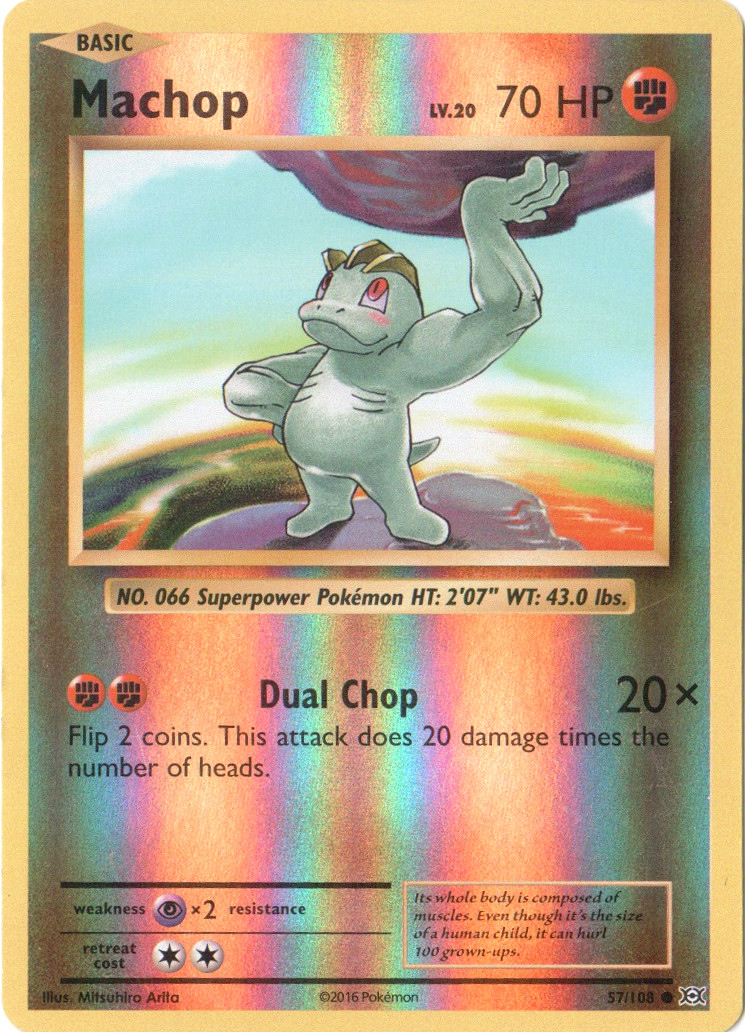 BASIC
Machop LV.20 70 HP
NO. 066 Superpower Pokémon HT: 2'07" WT: 43.0 lbs.
Dual Chop 20×
Flip 2 coins. This attack does 20 damage times the
number of heads.
weakness ×2 resistance
retreat
cost
Its whole body is composed of
muscles. Even though it's the size
of a human child, it can hurl
100 grown-ups.
Illus. Mitsuhiro Arita ©2016 Pokémon 57/108